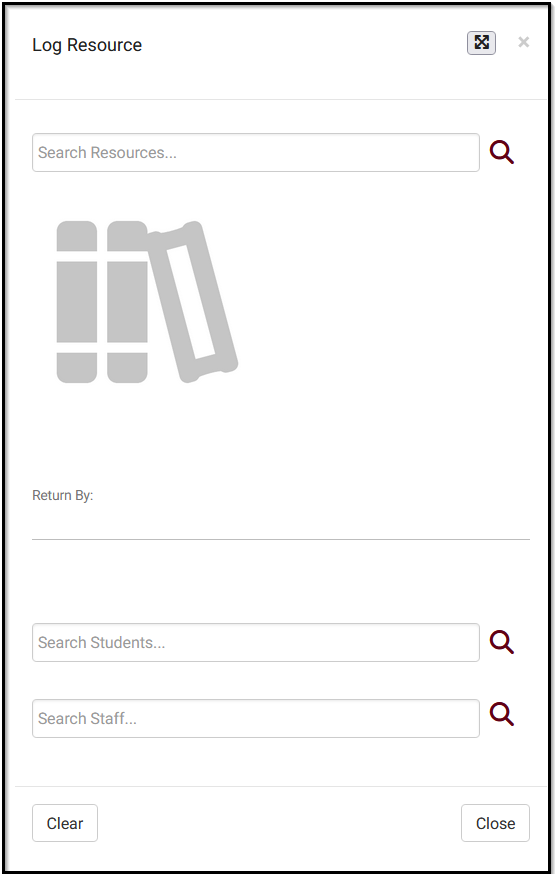 Log Resource
Search Resources...
Return By:
Search Students...
Search Staff...
Clear
Close